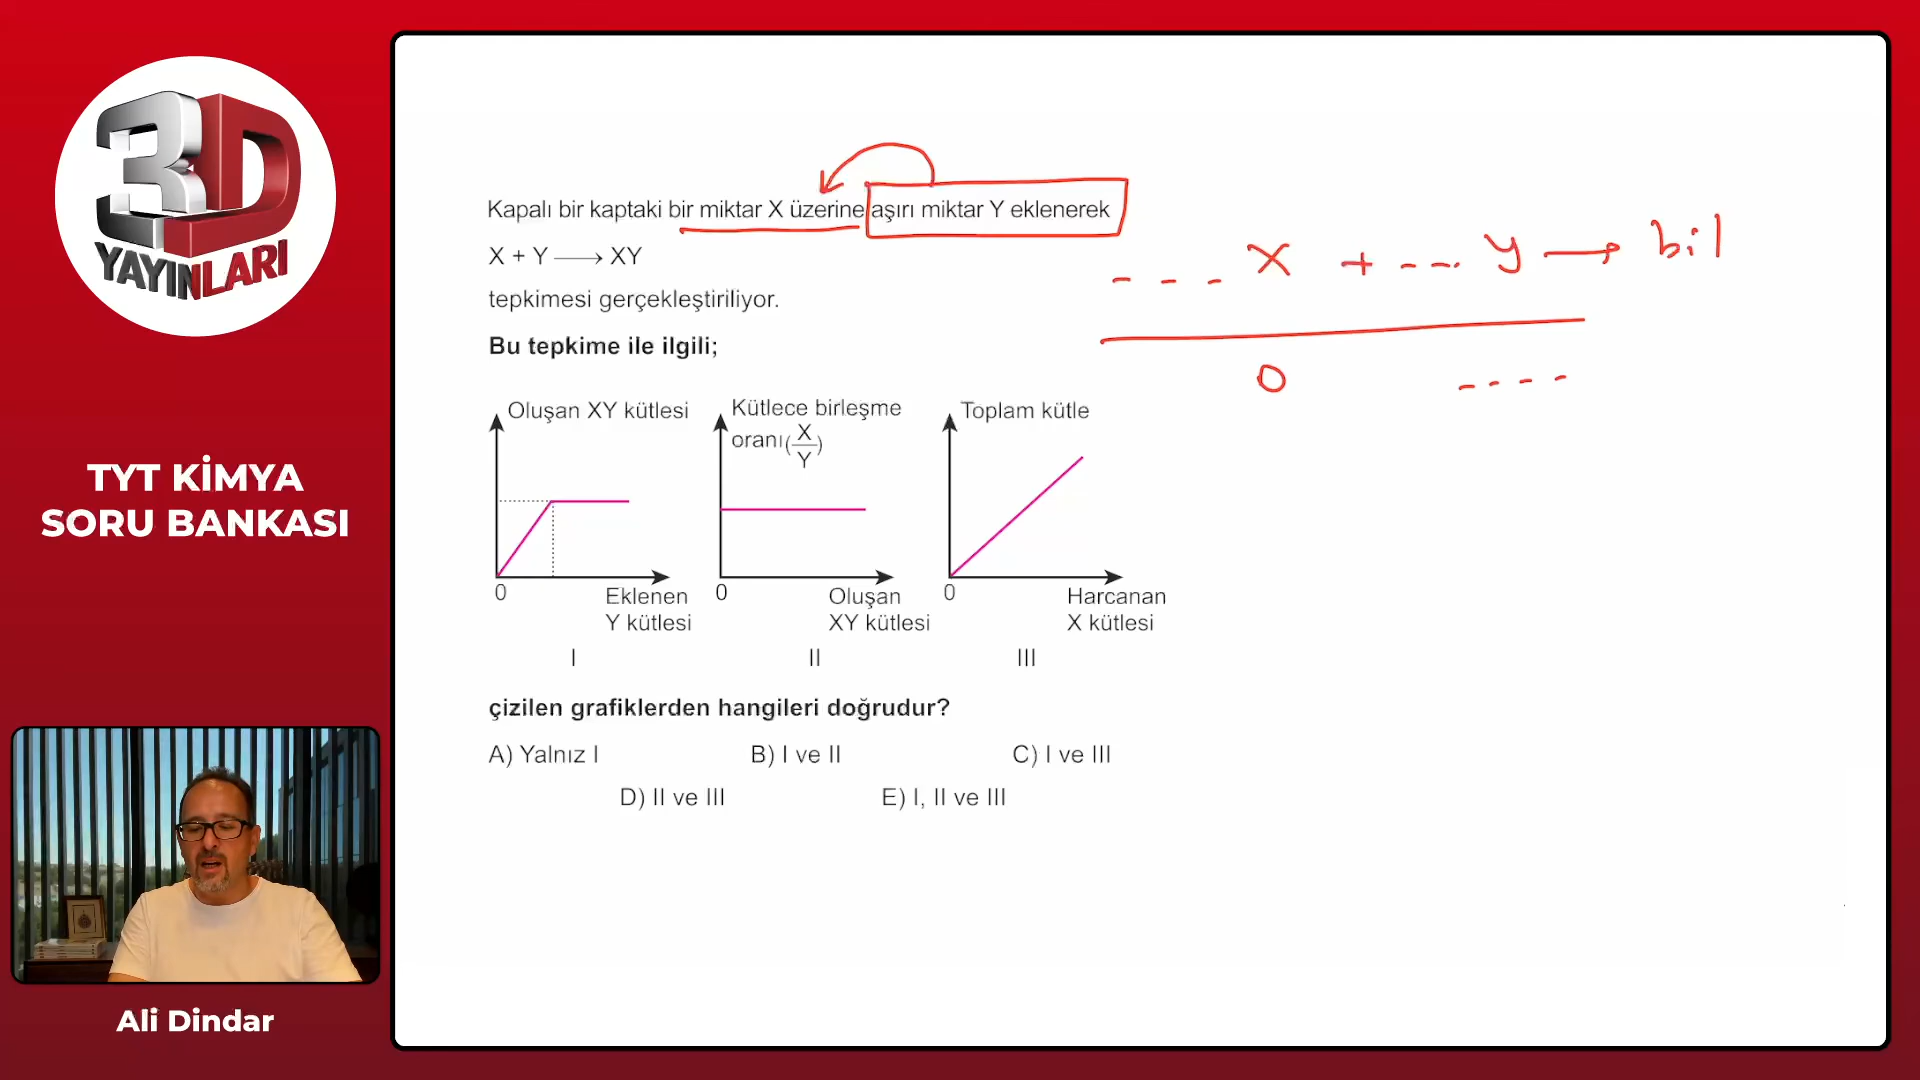 3D
YAYINLARI
TYT KİMYA
SORU BANKASI
Ali Dindar
Kapalı bir kaptaki bir miktar X üzerine aşırı miktar Y eklenerek
X + Y ⟶ XY
tepkimesi gerçekleştiriliyor.
Bu tepkime ile ilgili;
--- X + --- Y → bil
0 ----
Oluşan XY kütlesi
0
Eklenen
Y kütlesi
I
Kütlece birleşme
oranı(X/Y)
0
Oluşan
XY kütlesi
II
Toplam kütle
0
Harcanan
X kütlesi
III
çizilen grafiklerden hangileri doğrudur?
A) Yalnız I B) I ve II C) I ve III
D) II ve III E) I, II ve III